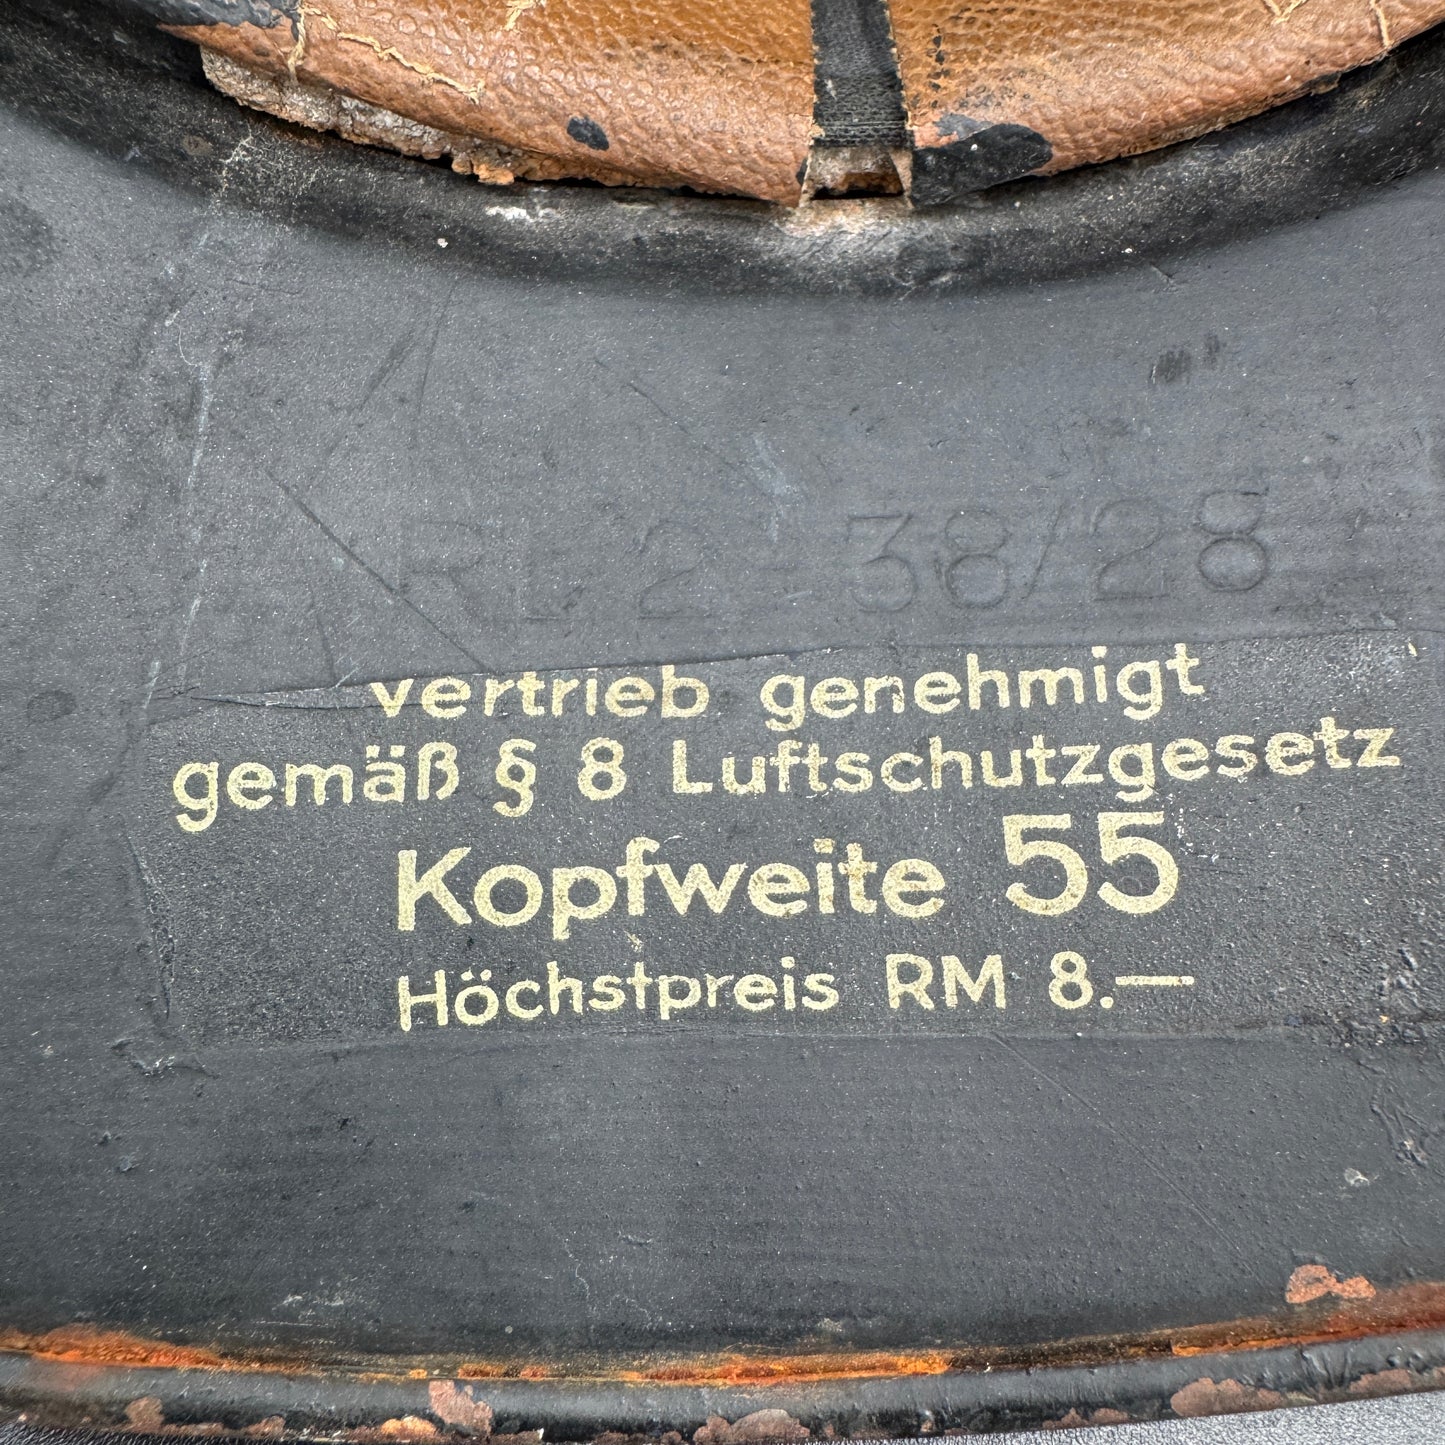 RL 2-38/28
vertrieb genehmigt
gemäß § 8 Luftschutzgesetz
Kopfweite 55
Höchstpreis RM 8.—